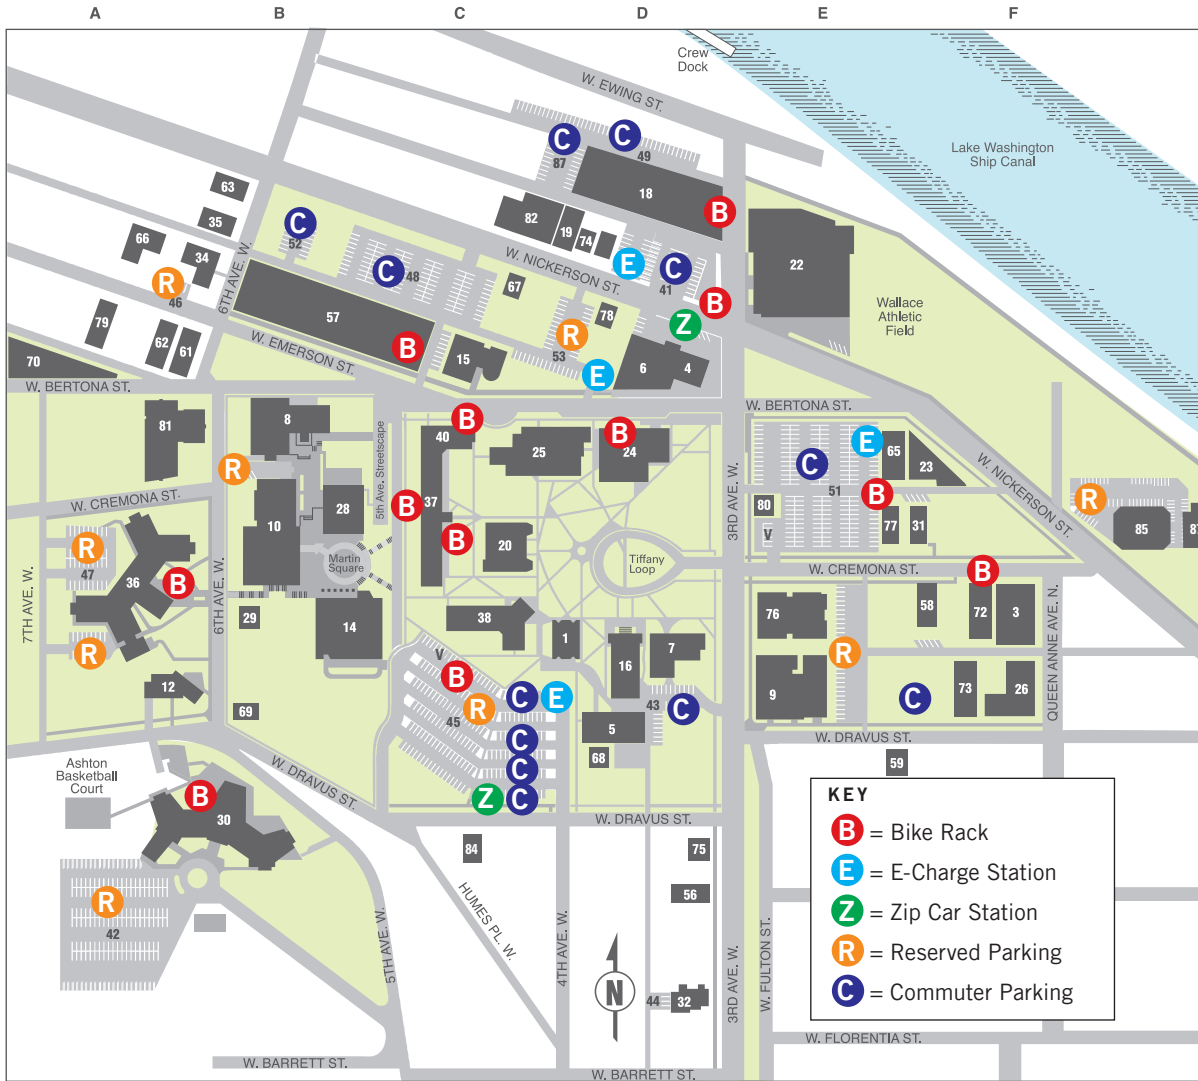 A B C D E F
Crew
Dock
W. EWING ST.
Lake Washington
Ship Canal
C
C
49
87
18
63
B
35
C
82
19
74
66
52
34
6TH AVE. W.
W. NICKERSON ST.
E
C
22
R
C
48
41
46
67
B
Wallace
Athletic
Field
57
78
Z
79
62
61
W. EMERSON ST.
B
15
R
53
70
E
6
4
W. BERTONA ST.
W. BERTONA ST.
81
8
5th Ave. Streetscape
B
40
25
B
24
E
65
23
W. NICKERSON ST.
R
C
51
3RD AVE. W.
W. CREMONA ST.
10
28
37
B
B
80
77
31
V
R
85
R
47
B
20
Tiffany
Loop
Martin
Square
36
B
W. CREMONA ST.
B
7TH AVE. W.
6TH AVE. W.
29
14
38
1
16
7
76
58
72
3
R
V
B
R
12
9
C
73
26
QUEEN ANNE AVE. N.
69
R
45
C
E
43
C
5
C
C
68
W. DRAVUS ST.
59
Ashton
Basketball
Court
W. DRAVUS ST.
B
30
Z
C
W. DRAVUS ST.
84
75
56
HUMES PL. W.
R
42
5TH AVE. W.
4TH AVE. W.
N
44
32
3RD AVE. W.
W. FULTON ST.
KEY
B = Bike Rack
E = E-Charge Station
Z = Zip Car Station
R = Reserved Parking
C = Commuter Parking
W. FLORENTIA ST.
W. BARRETT ST.
W. BARRETT ST.